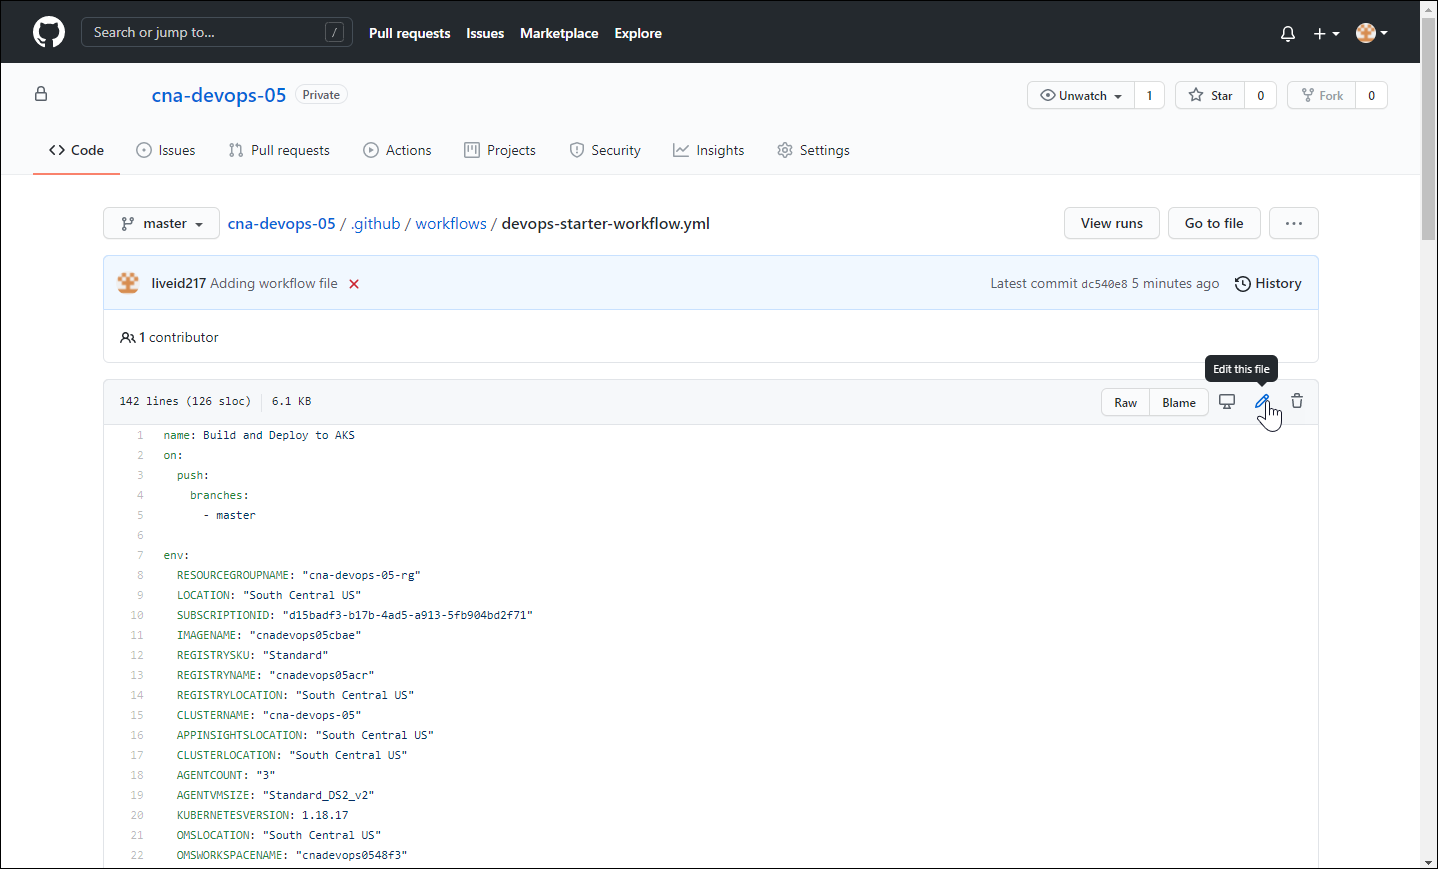 Search or jump to... / Pull requests Issues Marketplace Explore
cna-devops-05 Private Unwatch 1 Star 0 Fork 0
Code Issues Pull requests Actions Projects Security Insights Settings
master cna-devops-05 / .github / workflows / devops-starter-workflow.yml View runs Go to file ...
liveid217 Adding workflow file Latest commit dc540e8 5 minutes ago History
1 contributor
Edit this file
142 lines (126 sloc) 6.1 KB Raw Blame
1 name: Build and Deploy to AKS
2 on:
3 push:
4 branches:
5 - master
6
7 env:
8 RESOURCEGROUPNAME: "cna-devops-05-rg"
9 LOCATION: "South Central US"
10 SUBSCRIPTIONID: "d15badf3-b17b-4ad5-a913-5fb904bd2f71"
11 IMAGENAME: "cnadevops05cbae"
12 REGISTRYSKU: "Standard"
13 REGISTRYNAME: "cnadevops05acr"
14 REGISTRYLOCATION: "South Central US"
15 CLUSTERNAME: "cna-devops-05"
16 APPINSIGHTSLOCATION: "South Central US"
17 CLUSTERLOCATION: "South Central US"
18 AGENTCOUNT: "3"
19 AGENTVMSIZE: "Standard_DS2_v2"
20 KUBERNETESVERSION: 1.18.17
21 OMSLOCATION: "South Central US"
22 OMSWORKSPACENAME: "cnadevops0548f3"